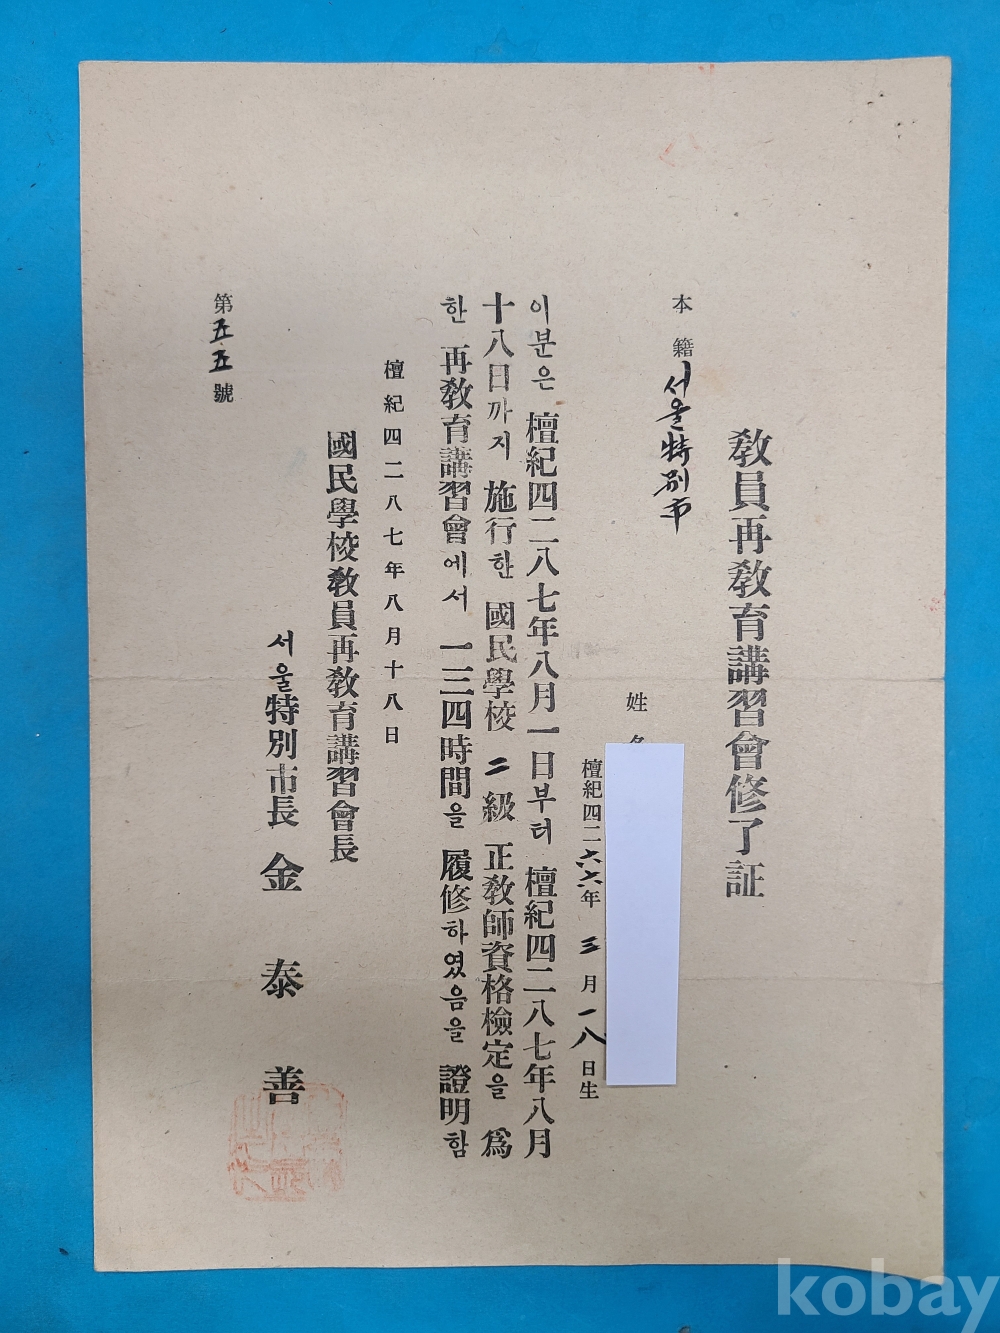 敎員再敎育講習會修了証
本籍 서울特別市
姓
檀紀四二六六年 三月一八日生
이분은 檀紀四二八七年八月一日부터 檀紀四二八七年八月
十八日까지 施行한 國民學校 二級 正敎師資格檢定을 爲
한 再敎育講習會에서 一三四時間을 履修하였음을 證明함
檀紀四二八七年八月十八日
國民學校敎員再敎育講習會長
서울特別市長 金泰善
第五五號
kobay